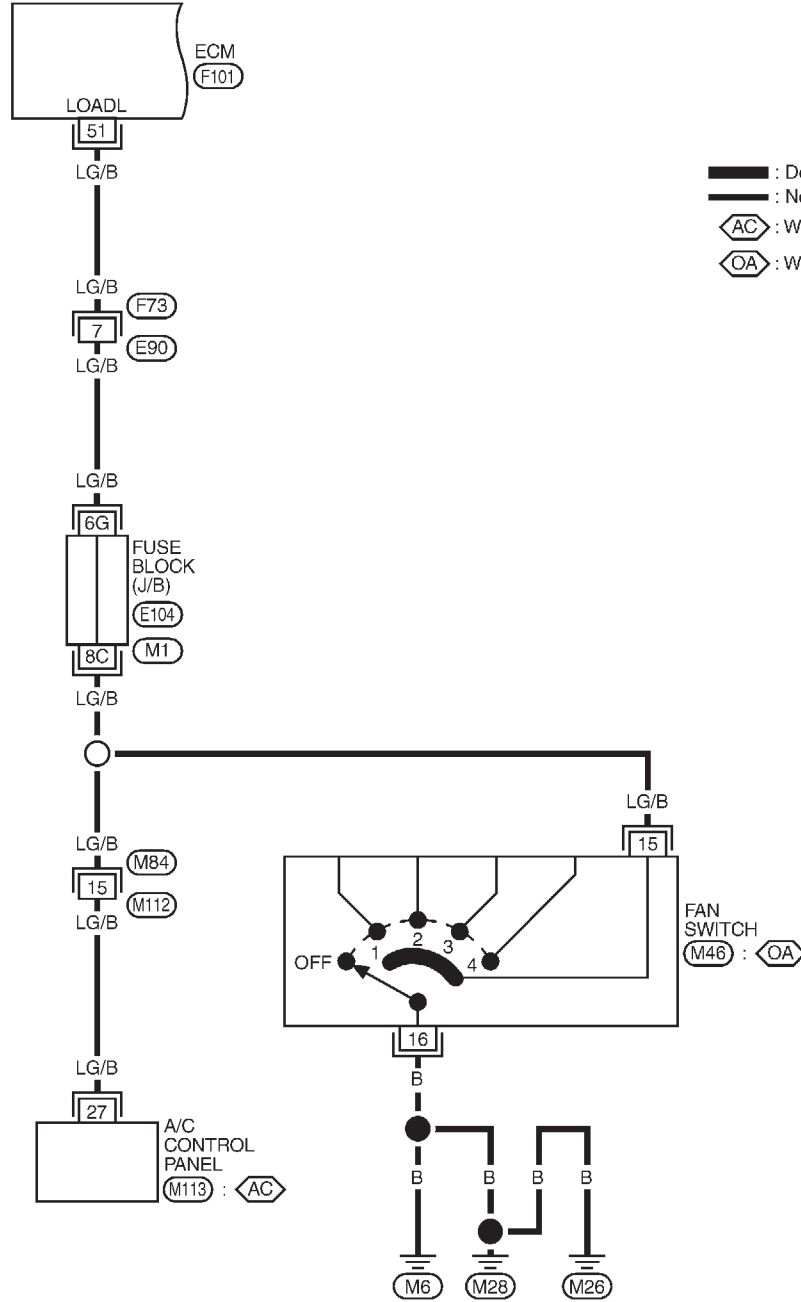 ECM
F101
LOADL
51
LG/B
LG/B
F73
7
E90
LG/B
LG/B
6G
FUSE
BLOCK
(J/B)
E104
8C
M1
LG/B
LG/B
M84
15
M112
LG/B
LG/B
27
A/C
CONTROL
PANEL
M113 : AC
:
:
AC :
OA :
LG/B
15
FAN
SWITCH
M46 : OA
OFF
1
2
3
4
16
B
B
B
B
B
M6
M28
M26